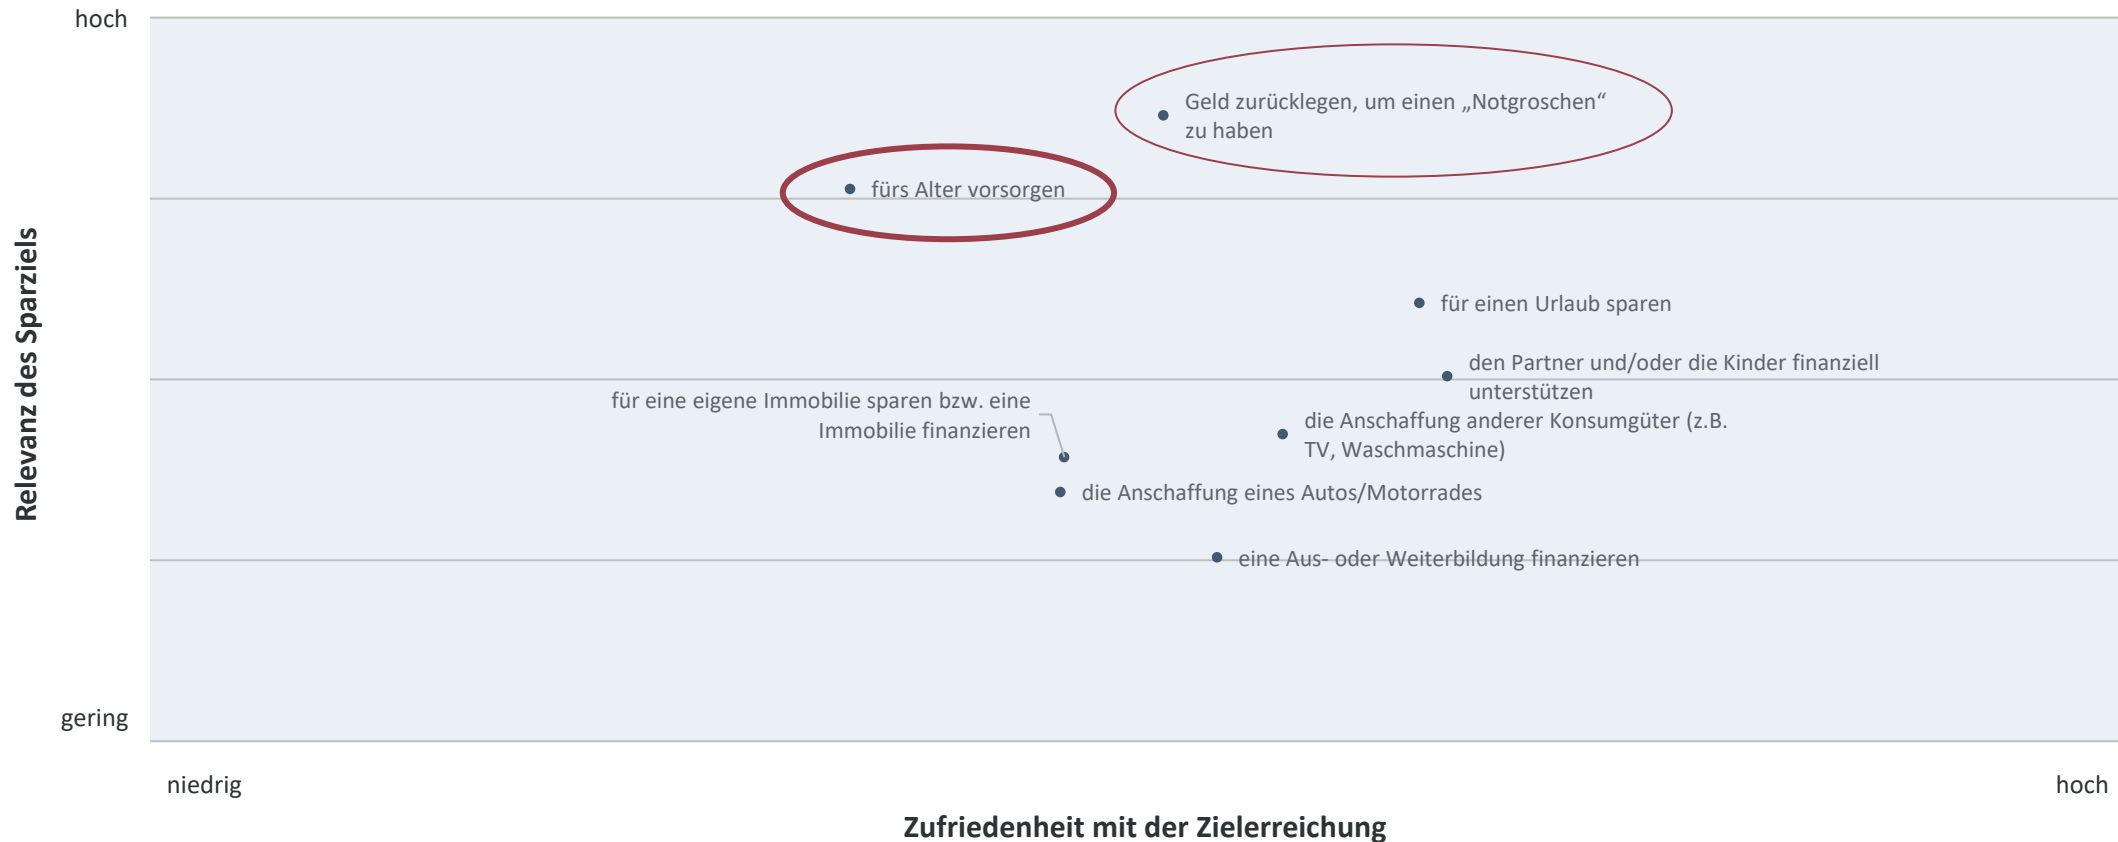 hoch
Geld zurücklegen, um einen „Notgroschen“
zu haben
fürs Alter vorsorgen
Relevanz des Sparziels
für einen Urlaub sparen
den Partner und/oder die Kinder finanziell
unterstützen
für eine eigene Immobilie sparen bzw. eine
Immobilie finanzieren
die Anschaffung anderer Konsumgüter (z.B.
TV, Waschmaschine)
die Anschaffung eines Autos/Motorrades
eine Aus- oder Weiterbildung finanzieren
gering
niedrig
hoch
Zufriedenheit mit der Zielerreichung